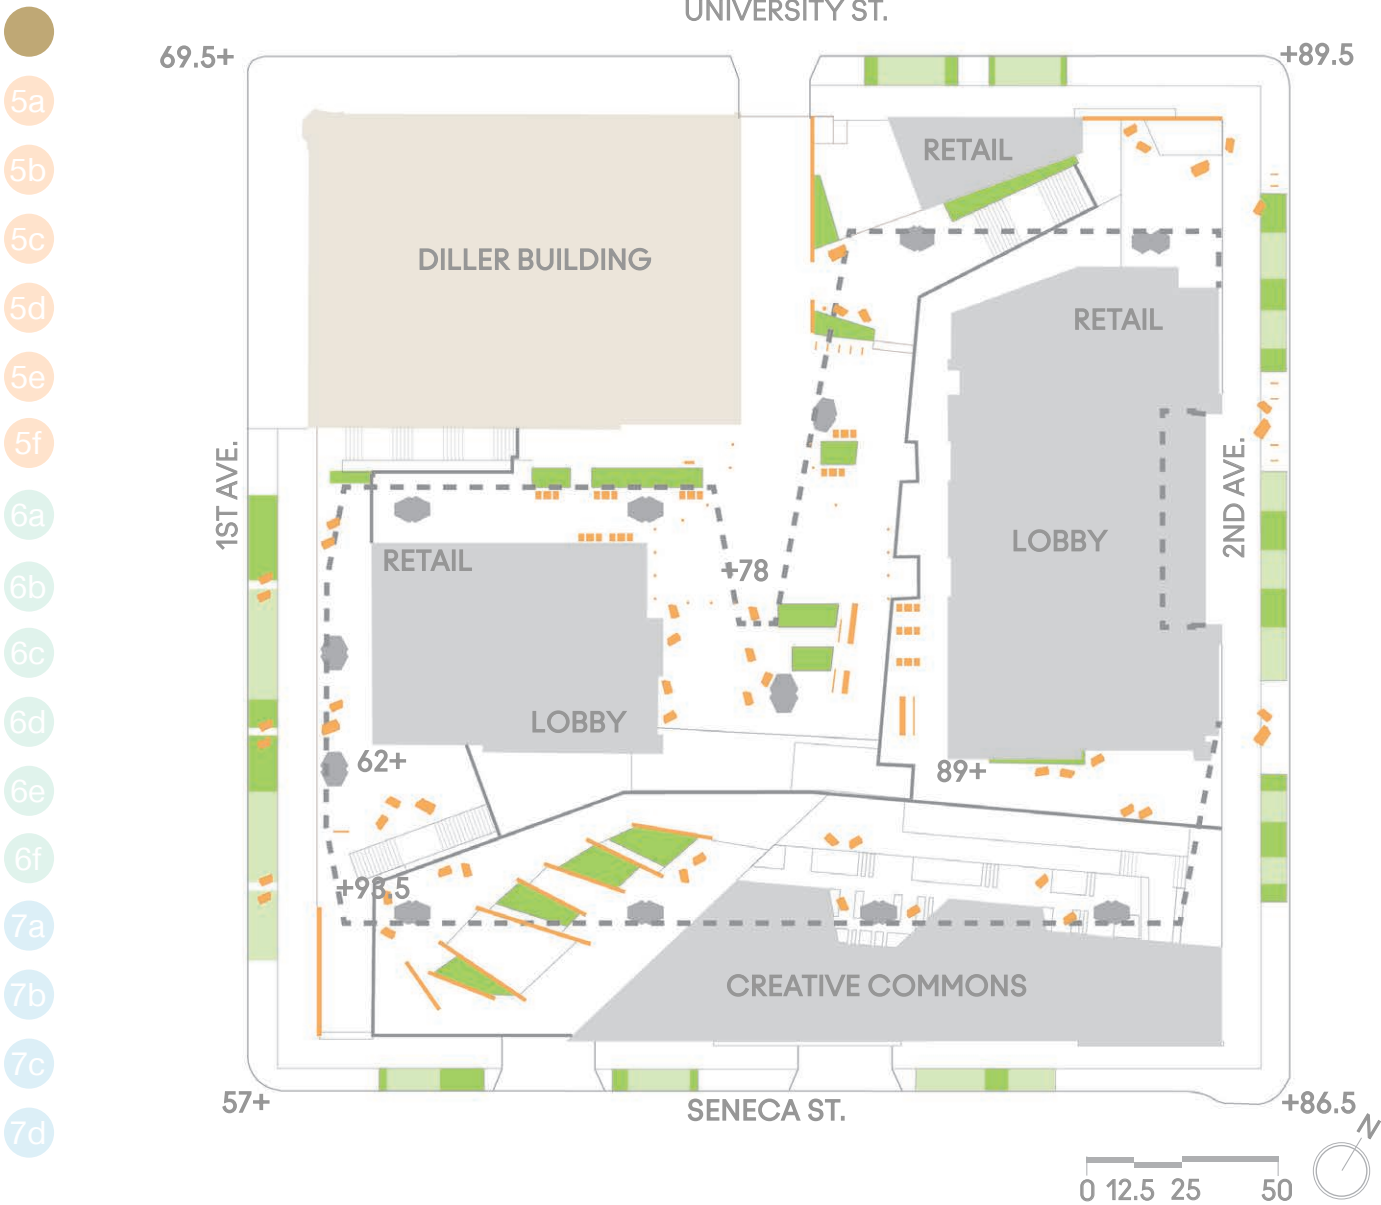 UNIVERSITY ST.
69.5+
+89.5
5a
5b
5c
5d
5e
5f
6a
6b
6c
6d
6e
6f
7a
7b
7c
7d
RETAIL
DILLER BUILDING
RETAIL
1ST AVE.
2ND AVE.
RETAIL
LOBBY
+78
LOBBY
62+
89+
+93.5
CREATIVE COMMONS
57+
SENECA ST.
+86.5
N
0 12.5 25 50